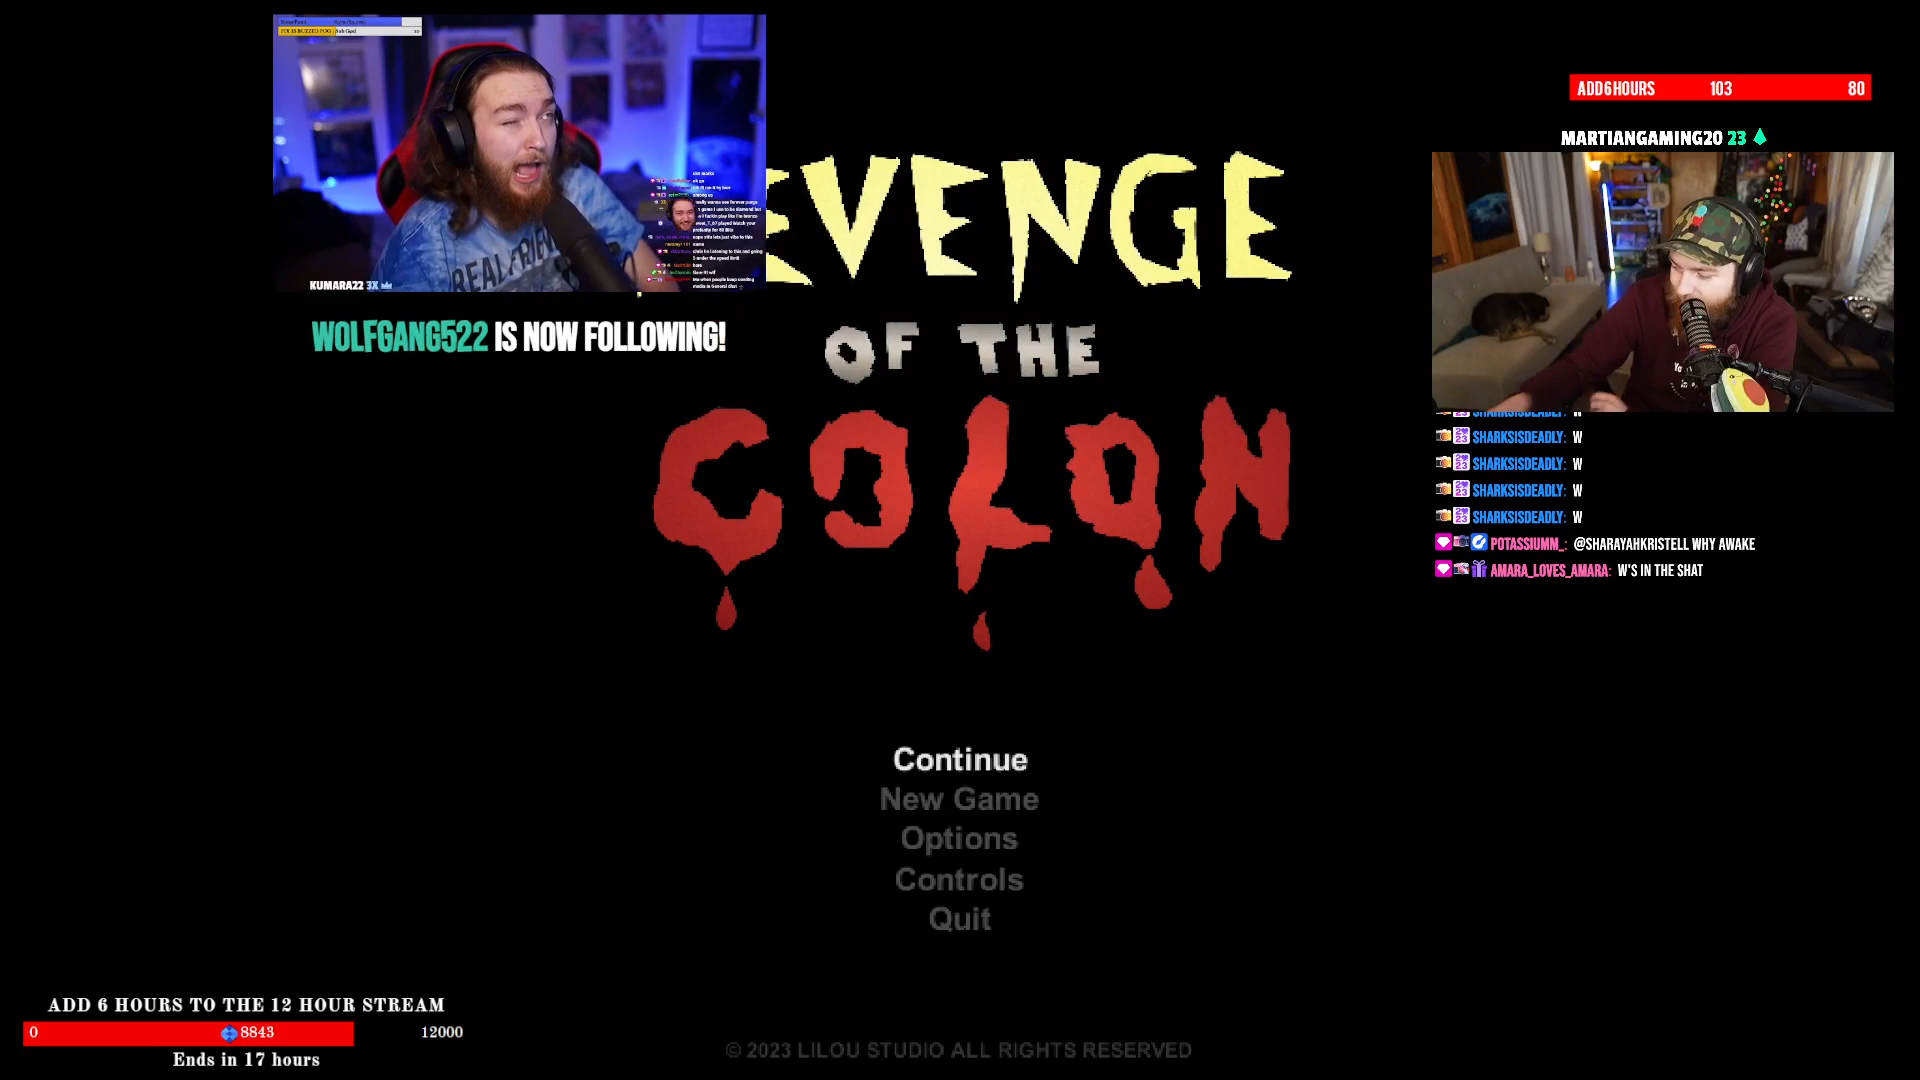 KUMARA22 3X
WOLFGANG522 IS NOW FOLLOWING!
EVENGE
OF THE
COLON
Continue
New Game
Options
Controls
Quit
© 2023 LILOU STUDIO ALL RIGHTS RESERVED
ADD6HOURS 103 80
MARTIANGAMING20 23
SHARKSISDEADLY: W
SHARKSISDEADLY: W
SHARKSISDEADLY: W
SHARKSISDEADLY: W
SHARKSISDEADLY: W
POTASSIUMM_: @SHARAYAHKRISTELL WHY AWAKE
AMARA_LOVES_AMARA: W'S IN THE SHAT
ADD 6 HOURS TO THE 12 HOUR STREAM
0 8843 12000
Ends in 17 hours